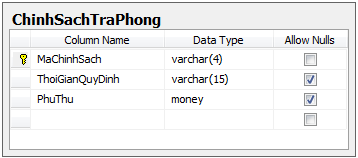 ChinhSachTraPhong
Column Name Data Type Allow Nulls
MaChinhSach varchar(4)
ThoiGianQuyDinh varchar(15)
PhuThu money